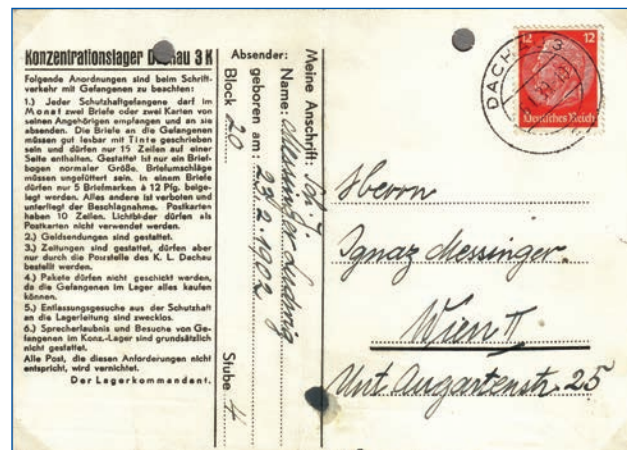 Konzentrationslager Dachau 3 K
Folgende Anordnungen sind beim Schrift-
verkehr mit Gefangenen zu beachten:
1.) Jeder Schutzhaftgefangene darf im
Monat zwei Briefe oder zwei Karten von
seinen Angehörigen empfangen und an sie
absenden. Die Briefe an die Gefangenen
müssen gut lesbar mit Tinte geschrieben
sein und dürfen nur 15 Zeilen auf einer
Seite enthalten. Gestattet ist nur ein Brief-
bogen normaler Größe. Briefumschläge
müssen ungefüttert sein. In einem Briefe
dürfen nur 5 Briefmarken à 12 Pfg. beige-
legt werden. Alles andere ist verboten und
unterliegt der Beschlagnahme. Postkarten
haben 10 Zeilen. Lichtbilder dürfen als
Postkarten nicht verwendet werden.
2.) Geldsendungen sind gestattet.
3.) Zeitungen sind gestattet, dürfen aber
nur durch die Poststelle des K. L. Dachau
bestellt werden.
4.) Pakete dürfen nicht geschickt werden,
da die Gefangenen im Lager alles kaufen
können.
5.) Entlassungsgesuche aus der Schutzhaft
an die Lagerleitung sind zwecklos.
6.) Sprecherlaubnis und Besuche von Ge-
fangenen im Konz.-Lager sind grundsätzlich
nicht gestattet.
Alle Post, die diesen Anforderungen nicht
entspricht, wird vernichtet.
Der Lagerkommandant.
Absender:
Meine Anschrift: Sch. J.
Name: Messinger Ludwig
geboren am: 23.2.1902
Block 20 Stube 4
DACHAU 3
12 12
Deutsches Reich
Herrn
Ignaz Messinger
Wien II
Unt. Augartenstr. 25